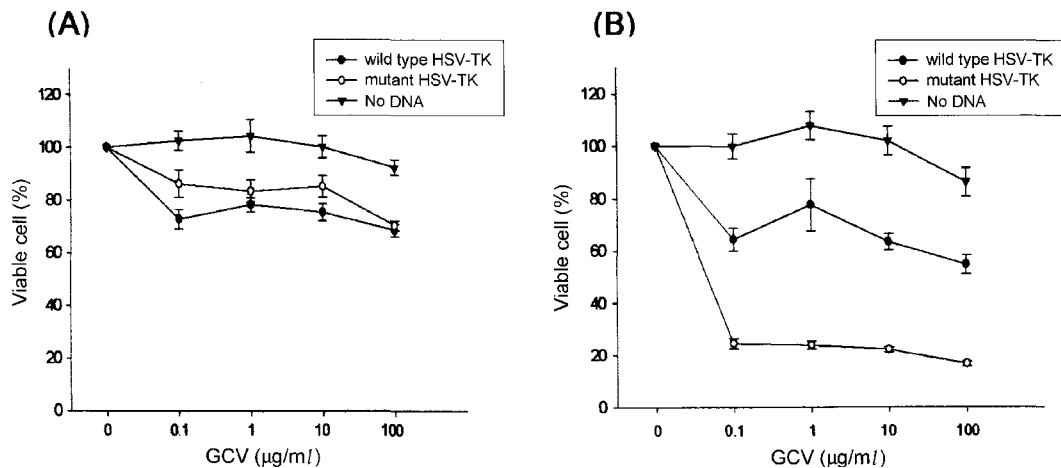 (A)
wild type HSV-TK
mutant HSV-TK
No DNA
120
100
80
60
40
20
0
Viable cell (%)
0 0.1 1 10 100
GCV (μg/ml)
(B)
wild type HSV-TK
mutant HSV-TK
No DNA
120
100
80
60
40
20
0
Viable cell (%)
0 0.1 1 10 100
GCV (μg/ml)